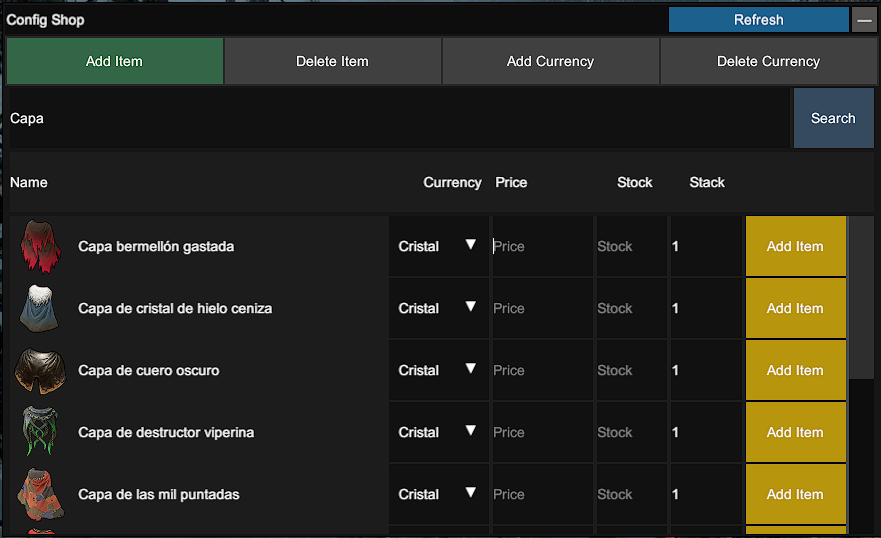 Config Shop Refresh —
Add Item Delete Item Add Currency Delete Currency
Capa Search
Name Currency Price Stock Stack
Capa bermellón gastada Cristal ▼ Price Stock 1 Add Item
Capa de cristal de hielo ceniza Cristal ▼ Price Stock 1 Add Item
Capa de cuero oscuro Cristal ▼ Price Stock 1 Add Item
Capa de destructor viperina Cristal ▼ Price Stock 1 Add Item
Capa de las mil puntadas Cristal ▼ Price Stock 1 Add Item